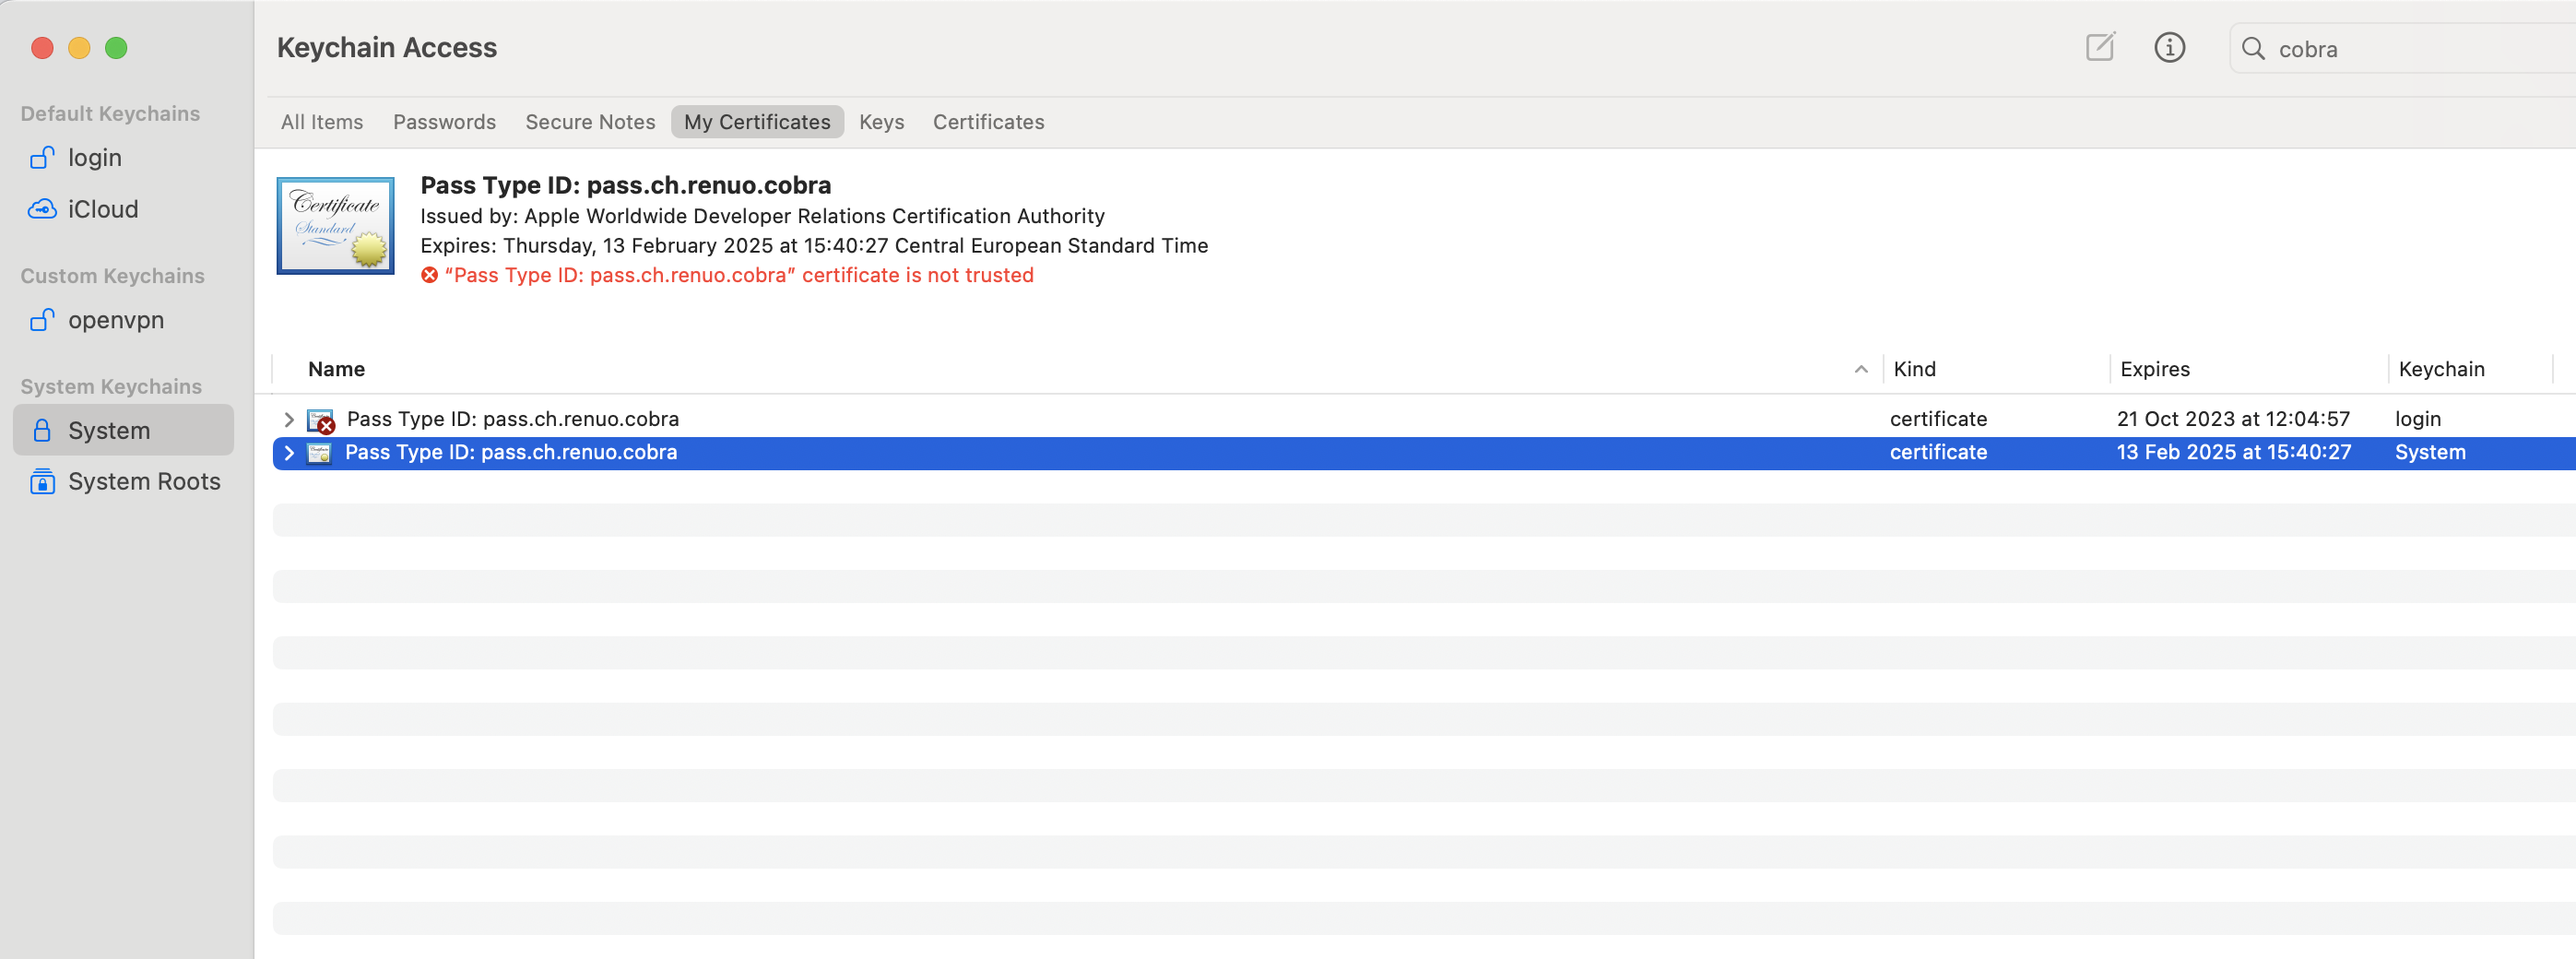 Keychain Access
cobra
Default Keychains
login
iCloud
Custom Keychains
openvpn
System Keychains
System
System Roots
All Items Passwords Secure Notes My Certificates Keys Certificates
Certificate
Standard
Pass Type ID: pass.ch.renuo.cobra
Issued by: Apple Worldwide Developer Relations Certification Authority
Expires: Thursday, 13 February 2025 at 15:40:27 Central European Standard Time
“Pass Type ID: pass.ch.renuo.cobra” certificate is not trusted
Name Kind Expires Keychain
Pass Type ID: pass.ch.renuo.cobra certificate 21 Oct 2023 at 12:04:57 login
Pass Type ID: pass.ch.renuo.cobra certificate 13 Feb 2025 at 15:40:27 System